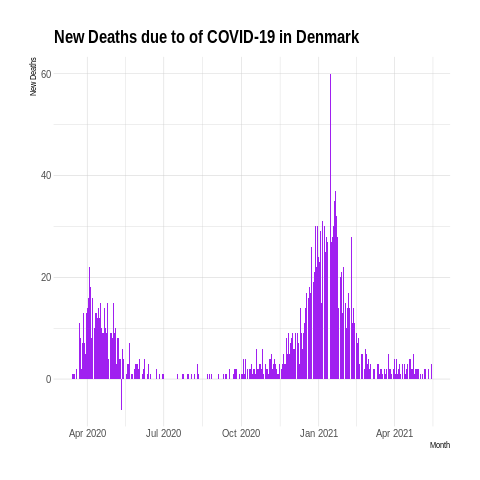 New Deaths due to of COVID-19 in Denmark
New Deaths
60
40
20
0
Apr 2020 Jul 2020 Oct 2020 Jan 2021 Apr 2021
Month